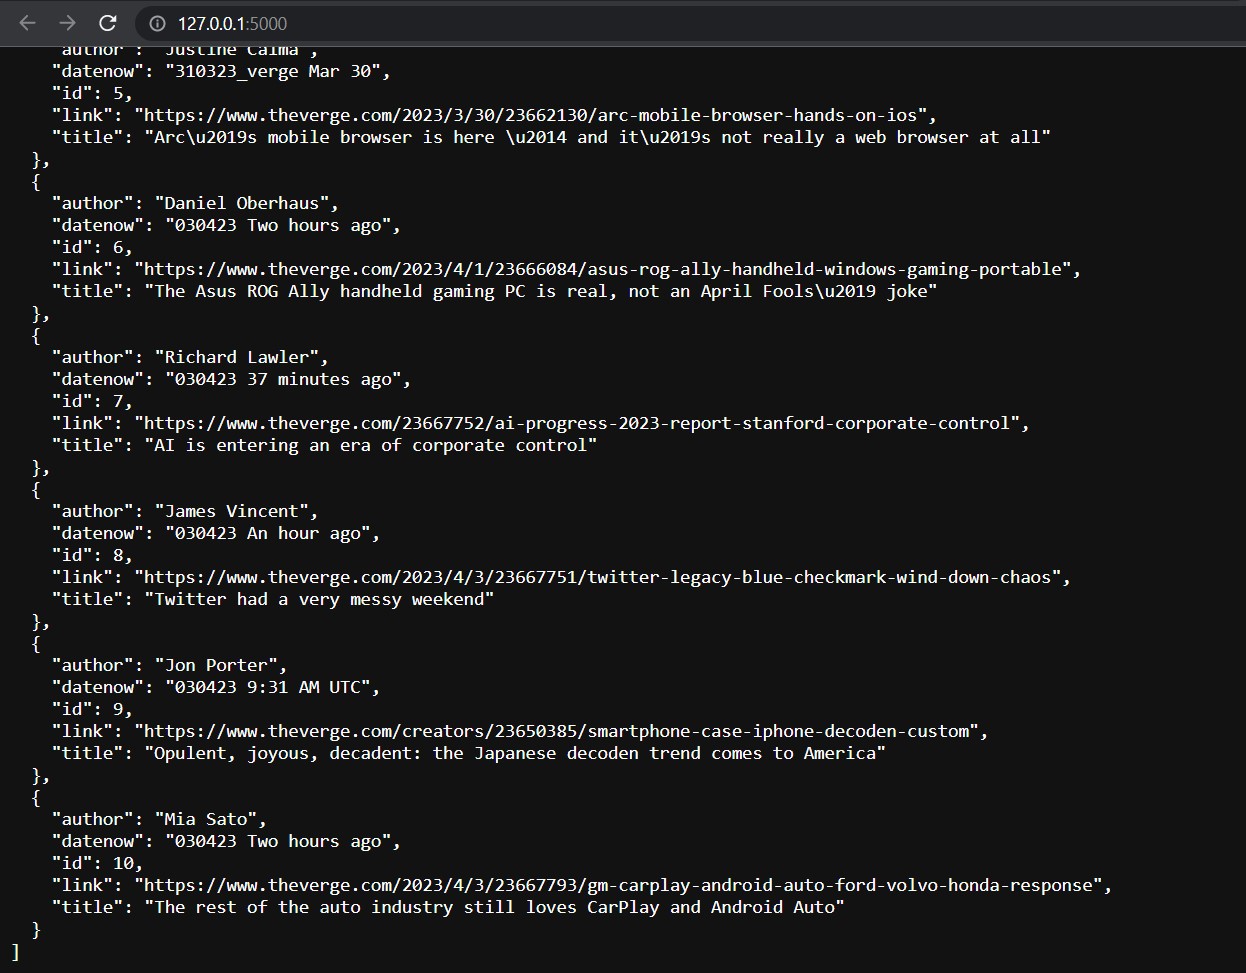 127.0.0.1:5000
"author": "Justine Calma",
"datenow": "310323_verge Mar 30",
"id": 5,
"link": "https://www.theverge.com/2023/3/30/23662130/arc-mobile-browser-hands-on-ios",
"title": "Arc\u2019s mobile browser is here \u2014 and it\u2019s not really a web browser at all"
},
{
"author": "Daniel Oberhaus",
"datenow": "030423 Two hours ago",
"id": 6,
"link": "https://www.theverge.com/2023/4/1/23666084/asus-rog-ally-handheld-windows-gaming-portable",
"title": "The Asus ROG Ally handheld gaming PC is real, not an April Fools\u2019 joke"
},
{
"author": "Richard Lawler",
"datenow": "030423 37 minutes ago",
"id": 7,
"link": "https://www.theverge.com/23667752/ai-progress-2023-report-stanford-corporate-control",
"title": "AI is entering an era of corporate control"
},
{
"author": "James Vincent",
"datenow": "030423 An hour ago",
"id": 8,
"link": "https://www.theverge.com/2023/4/3/23667751/twitter-legacy-blue-checkmark-wind-down-chaos",
"title": "Twitter had a very messy weekend"
},
{
"author": "Jon Porter",
"datenow": "030423 9:31 AM UTC",
"id": 9,
"link": "https://www.theverge.com/creators/23650385/smartphone-case-iphone-decoden-custom",
"title": "Opulent, joyous, decadent: the Japanese decoden trend comes to America"
},
{
"author": "Mia Sato",
"datenow": "030423 Two hours ago",
"id": 10,
"link": "https://www.theverge.com/2023/4/3/23667793/gm-carplay-android-auto-ford-volvo-honda-response",
"title": "The rest of the auto industry still loves CarPlay and Android Auto"
}
]